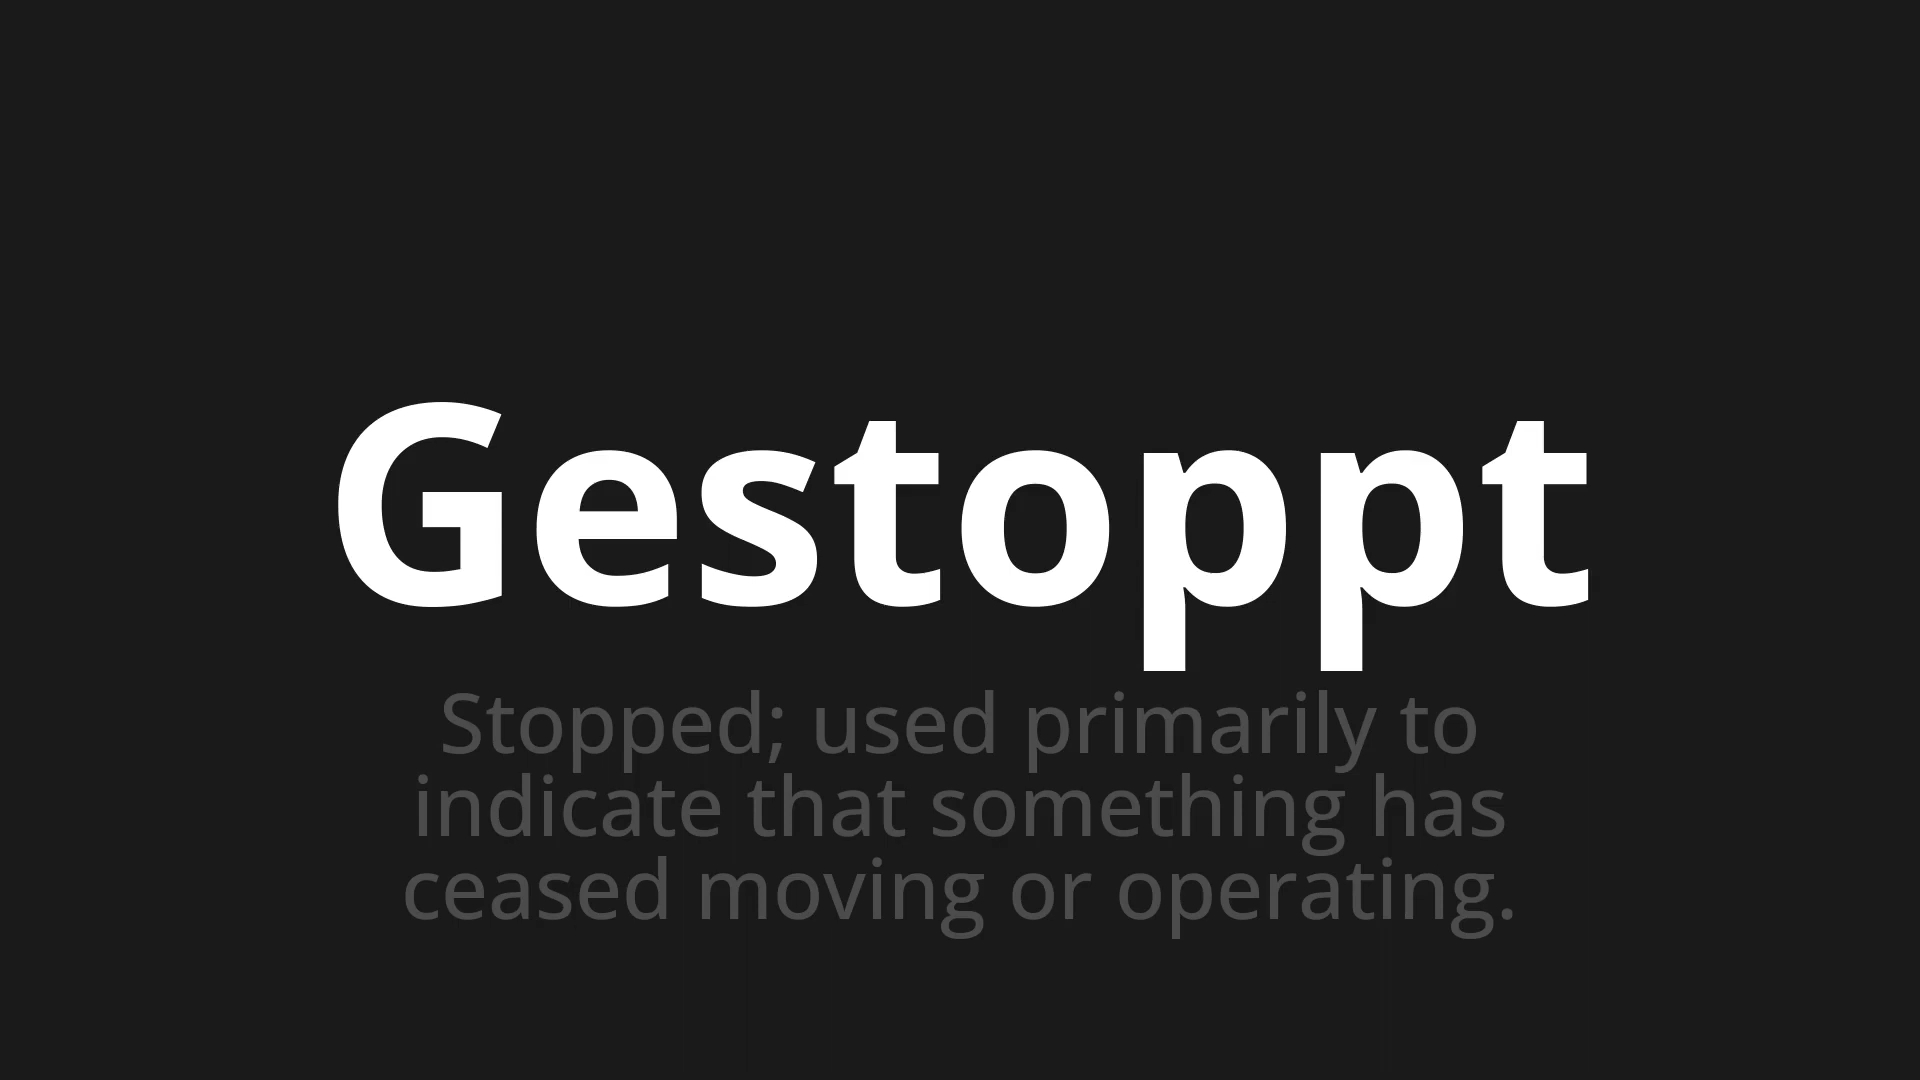 Gestoppt
Stopped; used primarily to
indicate that something has
ceased moving or operating.